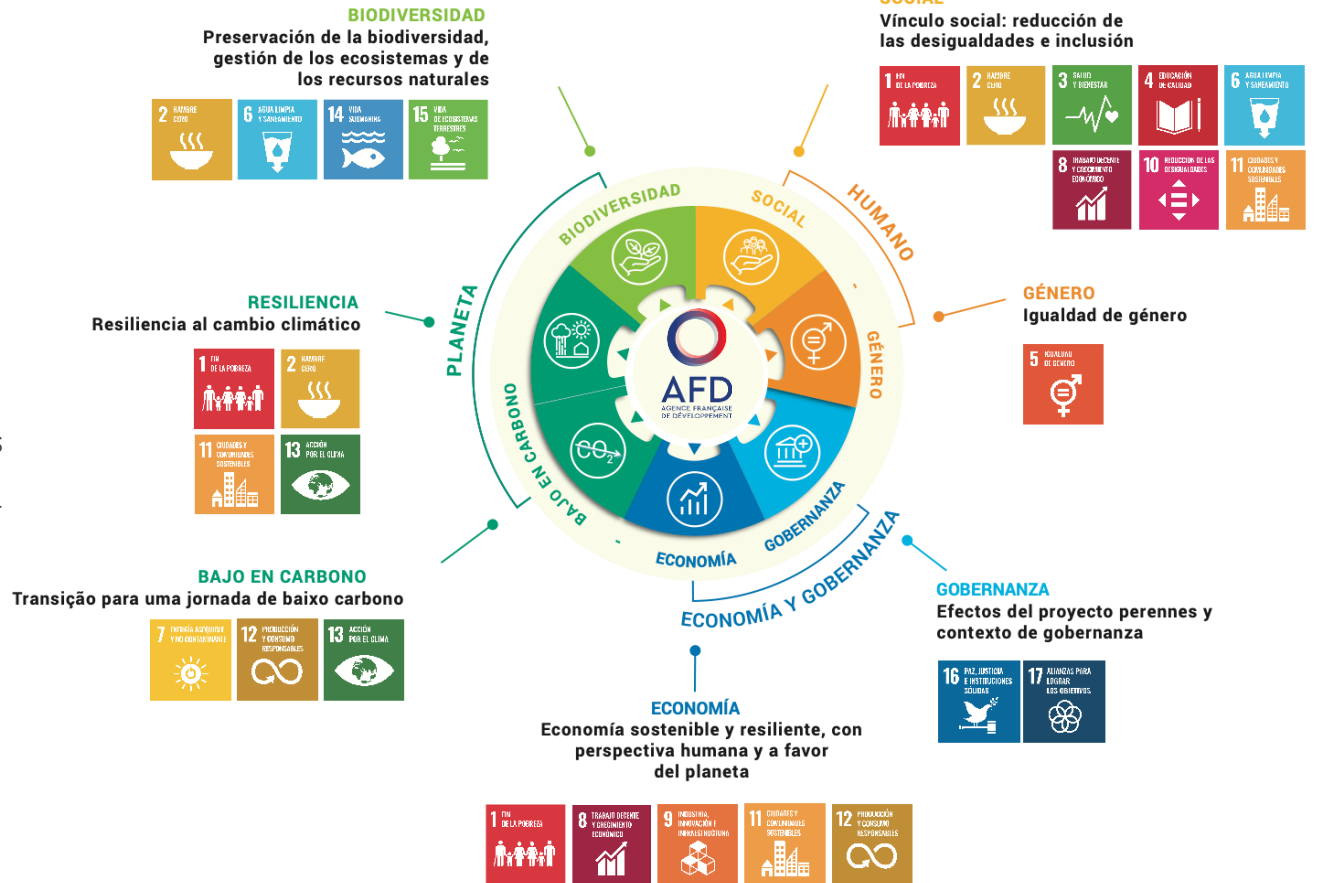 BIODIVERSIDAD
Preservación de la biodiversidad,
gestión de los ecosistemas y de
los recursos naturales
2 HAMBRE
CERO
6 AGUA LIMPIA
Y SANEAMIENTO
14 VIDA
SUBMARINA
15 VIDA
DE ECOSISTEMAS
TERRESTRES
SOCIAL
Vínculo social: reducción de
las desigualdades e inclusión
1 FIN
DE LA POBREZA
2 HAMBRE
CERO
3 SALUD
Y BIENESTAR
4 EDUCACIÓN
DE CALIDAD
6 AGUA LIMPIA
Y SANEAMIENTO
8 TRABAJO DECENTE
Y CRECIMIENTO
ECONÓMICO
10 REDUCCIÓN DE LAS
DESIGUALDADES
11 CIUDADES Y
COMUNIDADES
SOSTENIBLES
RESILIENCIA
Resiliencia al cambio climático
1 FIN
DE LA POBREZA
2 HAMBRE
CERO
11 CIUDADES Y
COMUNIDADES
SOSTENIBLES
13 ACCIÓN
POR EL CLIMA
PLANETA
BIODIVERSIDAD
SOCIAL
HUMANO
-
GÉNERO
BAJO EN CARBONO
-
ECONOMÍA
GOBERNANZA
ECONOMÍA Y GOBERNANZA
CO2
AFD
AGENCE FRANÇAISE
DE DÉVELOPPEMENT
GÉNERO
Igualdad de género
5 IGUALDAD
DE GÉNERO
BAJO EN CARBONO
Transição para uma jornada de baixo carbono
7 ENERGÍA ASEQUIBLE
Y NO CONTAMINANTE
12 PRODUCCIÓN
Y CONSUMO
RESPONSABLES
13 ACCIÓN
POR EL CLIMA
GOBERNANZA
Efectos del proyecto perennes y
contexto de gobernanza
16 PAZ, JUSTICIA
E INSTITUCIONES
SÓLIDAS
17 ALIANZAS PARA
LOGRAR
LOS OBJETIVOS
ECONOMÍA
Economía sostenible y resiliente, con
perspectiva humana y a favor
del planeta
1 FIN
DE LA POBREZA
8 TRABAJO DECENTE
Y CRECIMIENTO
ECONÓMICO
9 INDUSTRIA,
INNOVACIÓN E
INFRAESTRUCTURA
11 CIUDADES Y
COMUNIDADES
SOSTENIBLES
12 PRODUCCIÓN
Y CONSUMO
RESPONSABLES